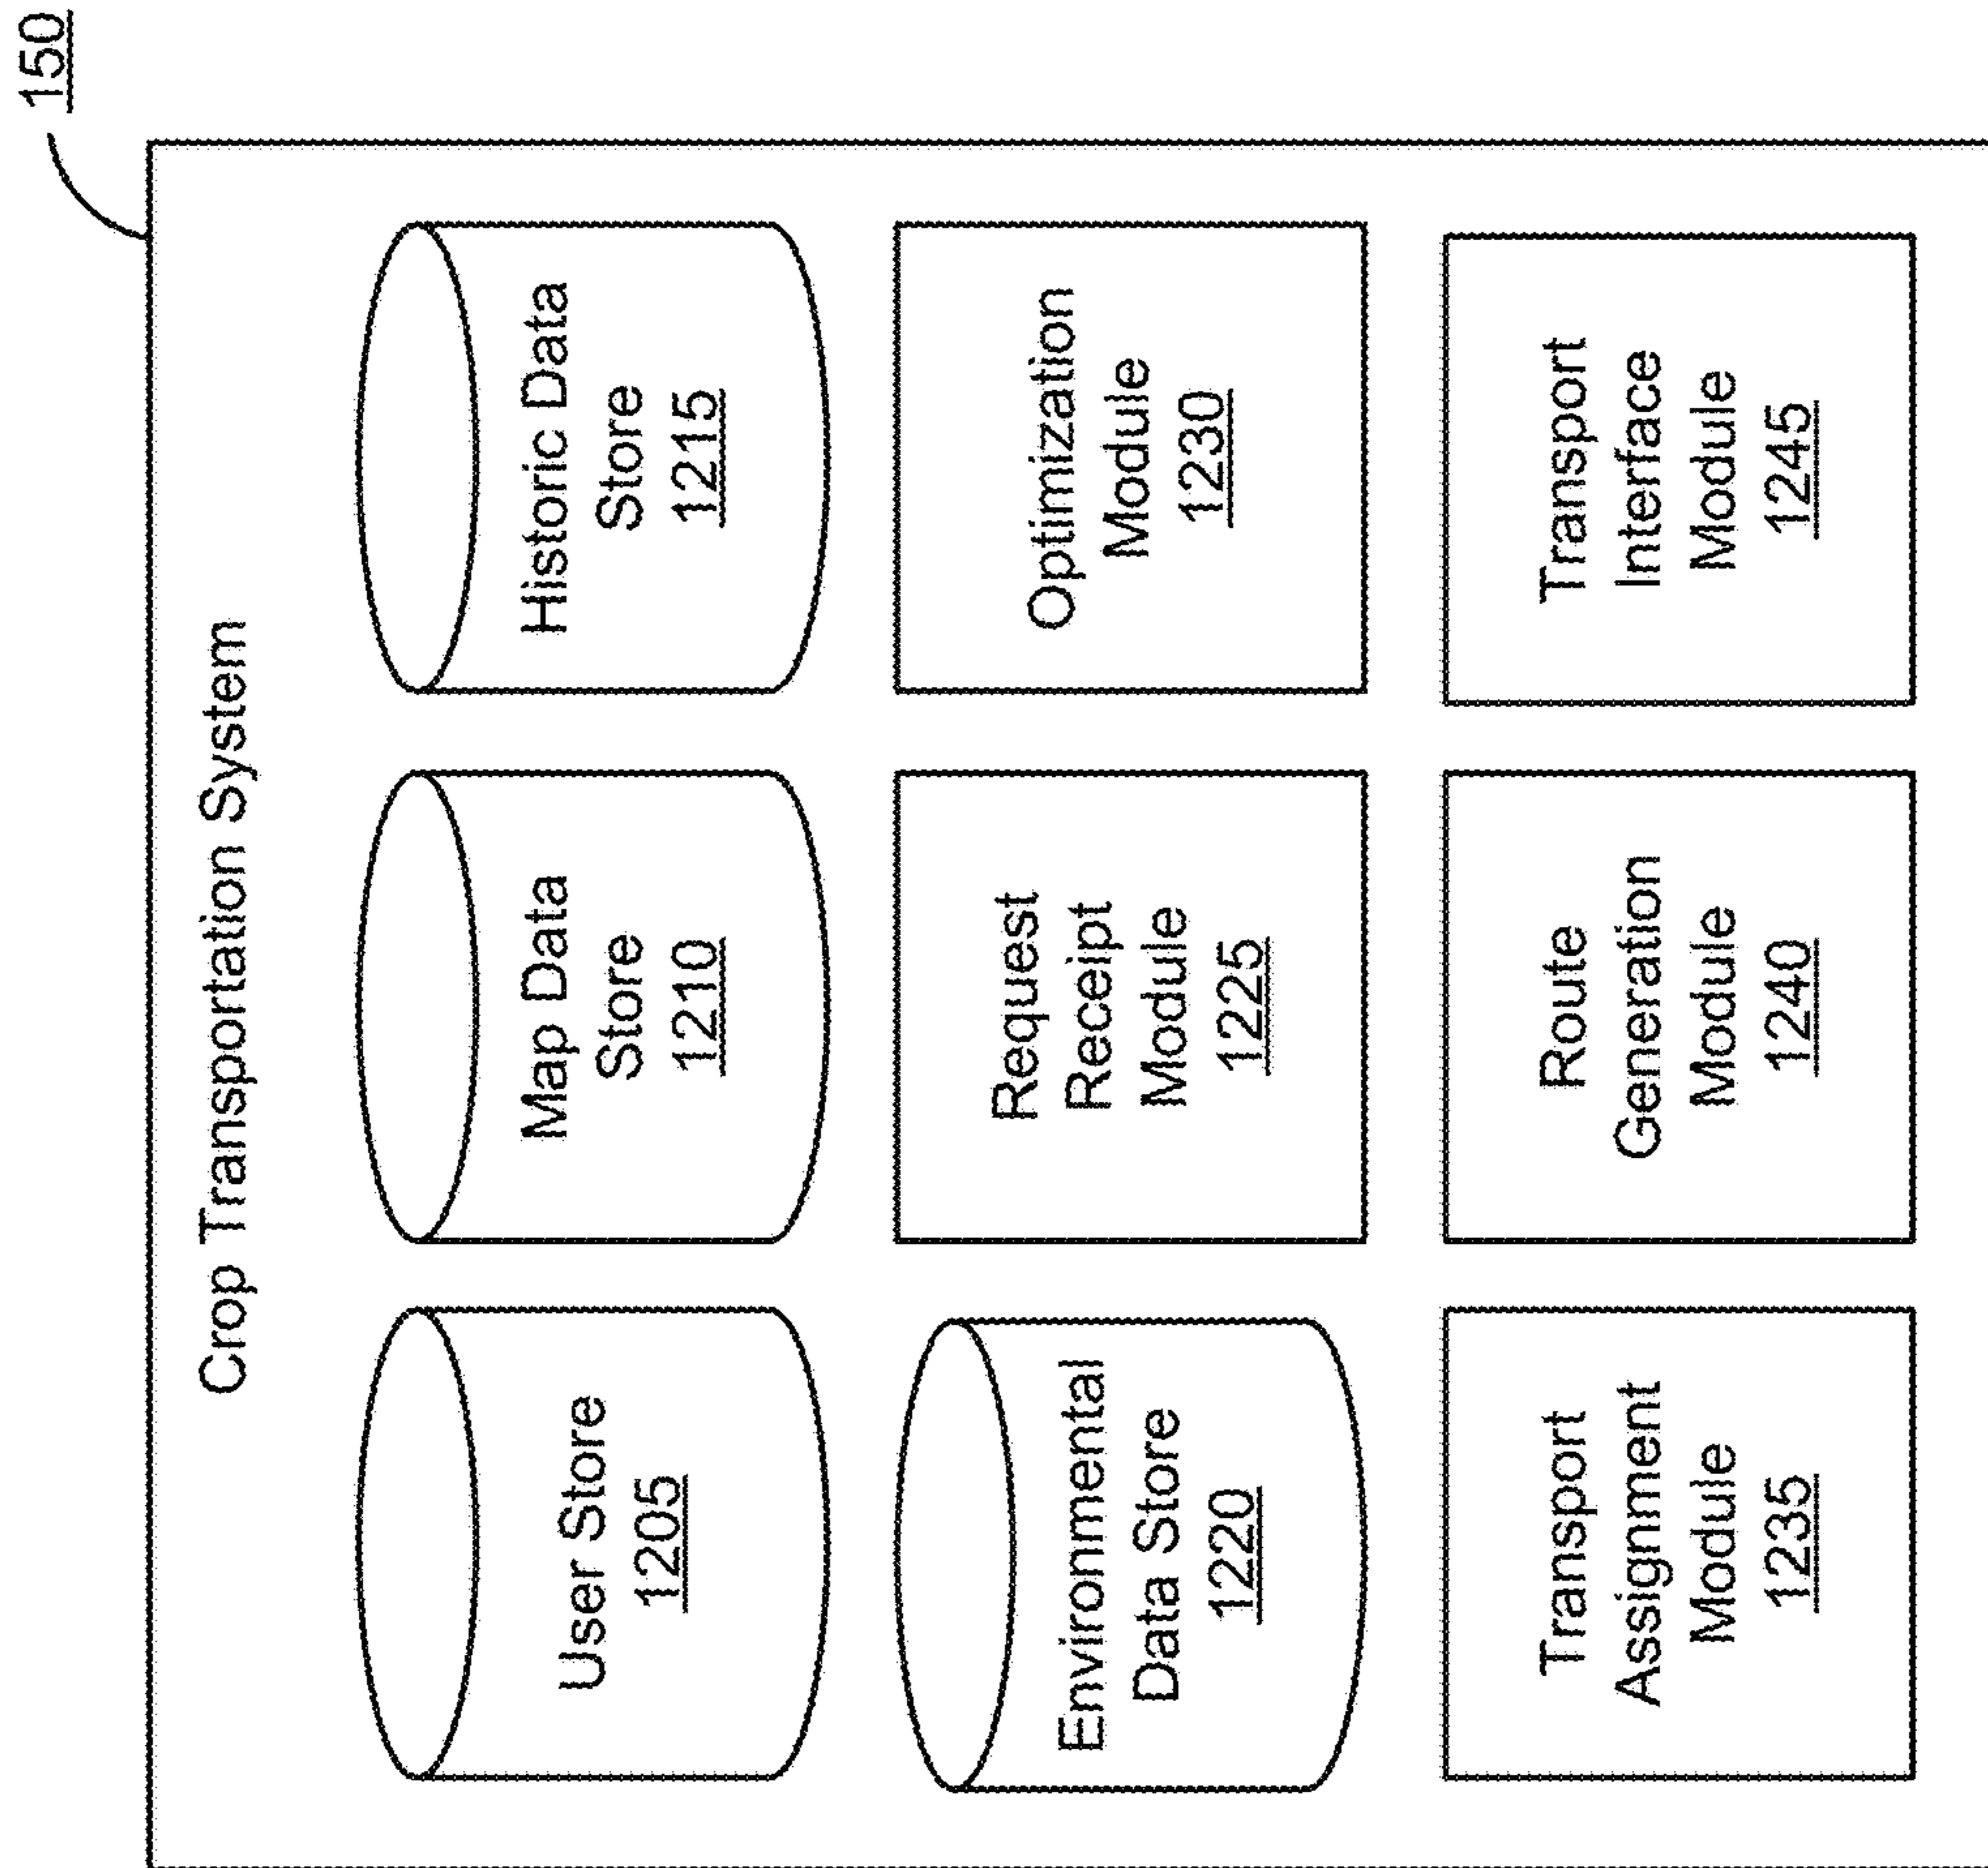 150
Crop Transportation System
User Store
1205
Map Data
Store
1210
Historic Data
Store
1215
Environmental
Data Store
1220
Request
Receipt
Module
1225
Optimization
Module
1230
Transport
Assignment
Module
1235
Route
Generation
Module
1240
Transport
Interface
Module
1245